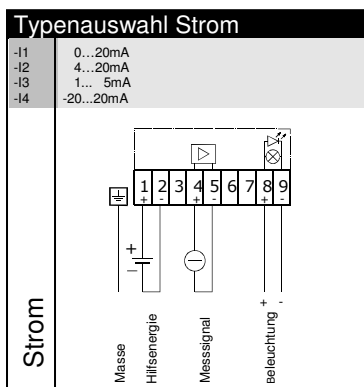 Typenauswahl Strom
-I1 0...20mA
-I2 4...20mA
-I3 1... 5mA
-I4 -20...20mA
1 2 3 4 5 6 7 8 9
+ - + - + -
+
−
+ -
Strom
Masse
Hilfsenergie
Messsignal
Beleuchtung